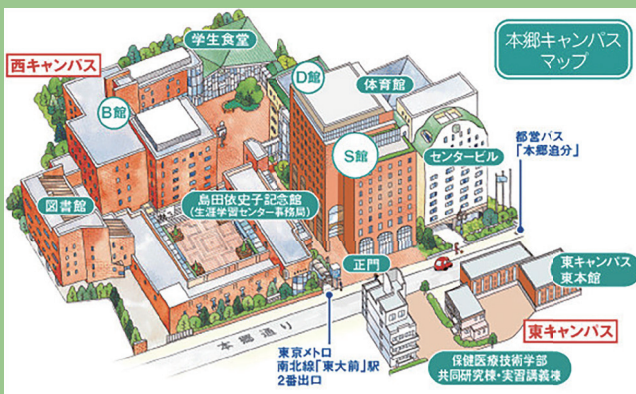 本郷キャンパス
マップ
学生食堂
西キャンパス
D館
体育館
B館
S館
センタービル
都営バス
「本郷追分」
図書館
島田依史子記念館
(生涯学習センター事務局)
正門
東キャンパス
東本館
本郷通り
東京メトロ
南北線「東大前」駅
2番出口
東キャンパス
保健医療技術学部
共同研究棟・実習講義棟